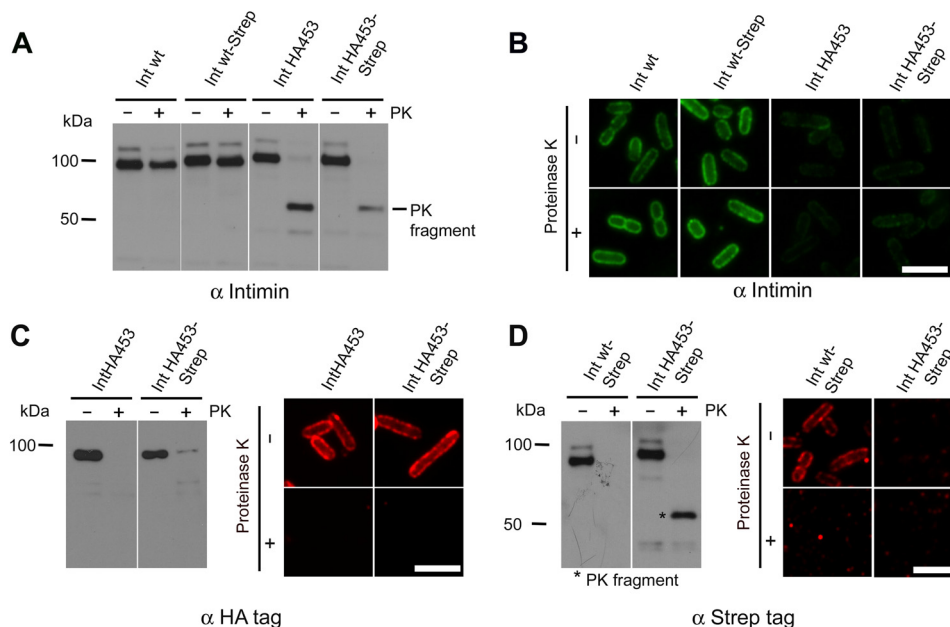 A
Int wt
Int wt-Strep
Int HA453
Int HA453-
Strep
– + – + – + – + PK
kDa
100
50
PK
fragment
α Intimin
B
Int wt
Int wt-Strep
Int HA453
Int HA453-
Strep
Proteinase K
–
+
α Intimin
C
IntHA453
Int HA453-
Strep
kDa
– + – + PK
100
IntHA453
Int HA453-
Strep
Proteinase K
–
+
α HA tag
D
Int wt-
Strep
Int HA453-
Strep
kDa
– + – + PK
100
50
*
* PK fragment
Int wt-
Strep
Int HA453-
Strep
Proteinase K
–
+
α Strep tag